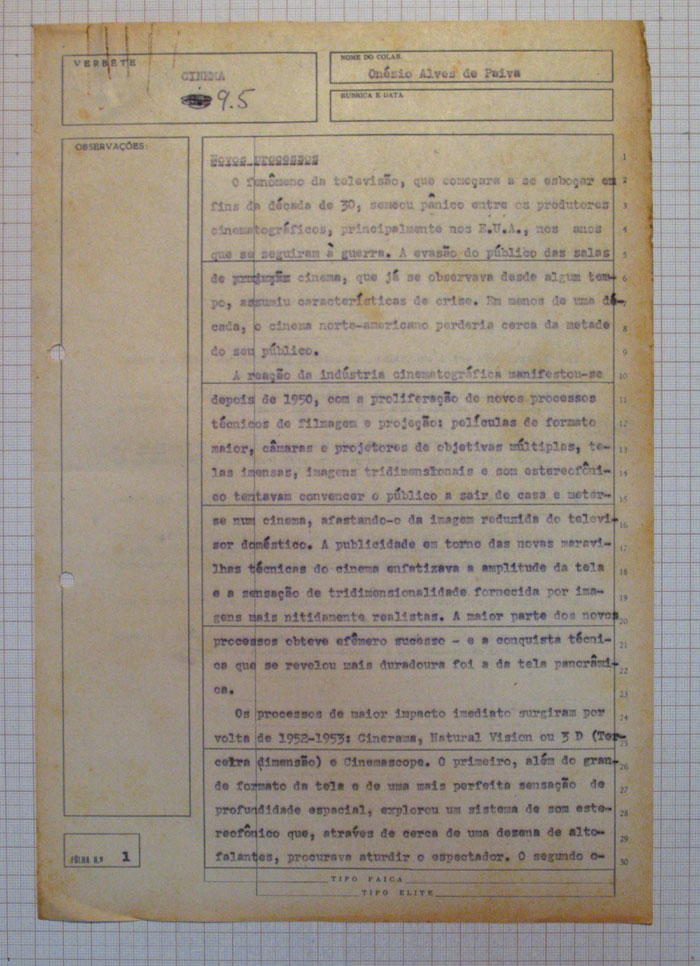 VERBETE
CINEMA
9.5
NOME DO COLAB.
Onézio Alves de Paiva
RUBRICA E DATA
OBSERVAÇÕES:
Novos processos 1
O fenômeno da televisão, que começara a se esboçar em 2
fins da década de 30, semeou pânico entre os produtores 3
cinematográficos, principalmente nos E.U.A., nos anos 4
que se seguiram à guerra. A evasão do público das salas 5
de cinema, que já se observava desde algum tem- 6
po, assumiu características de crise. Em menos de uma dé- 7
cada, o cinema norte-americano perderia cerca da metade 8
do seu público. 9
A reação da indústria cinematográfica manifestou-se 10
depois de 1950, com a proliferação de novos processos 11
técnicos de filmagem e projeção: películas de formato 12
maior, câmaras e projetores de objetivas múltiplas, te- 13
las imensas, imagens tridimensionais e som estereofôni- 14
co tentavam convencer o público a sair de casa e meter- 15
se num cinema, afastando-o da imagem reduzida do televi- 16
sor doméstico. A publicidade em torno das novas maravi- 17
lhas técnicas do cinema enfatizava a amplitude da tela 18
e a sensação de tridimensionalidade fornecida por ima- 19
gens mais nitidamente realistas. A maior parte dos novos 20
processos obteve efêmero sucesso - e a conquista técni- 21
ca que se revelou mais duradoura foi a da tela panorâmi- 22
ca. 23
Os processos de maior impacto imediato surgiram por 24
volta de 1952-1953: Cinerama, Natural Vision ou 3 D (Ter- 25
ceira dimensão) e Cinemascope. O primeiro, além do gran- 26
de formato da tela e de uma mais perfeita sensação de 27
profundidade espacial, explorou um sistema de som este- 28
reofônico que, através de cerca de uma dezena de alto- 29
falantes, procurava aturdir o espectador. O segundo o- 30
FÔLHA N.º 1
TIPO PAICA
TIPO ELITE